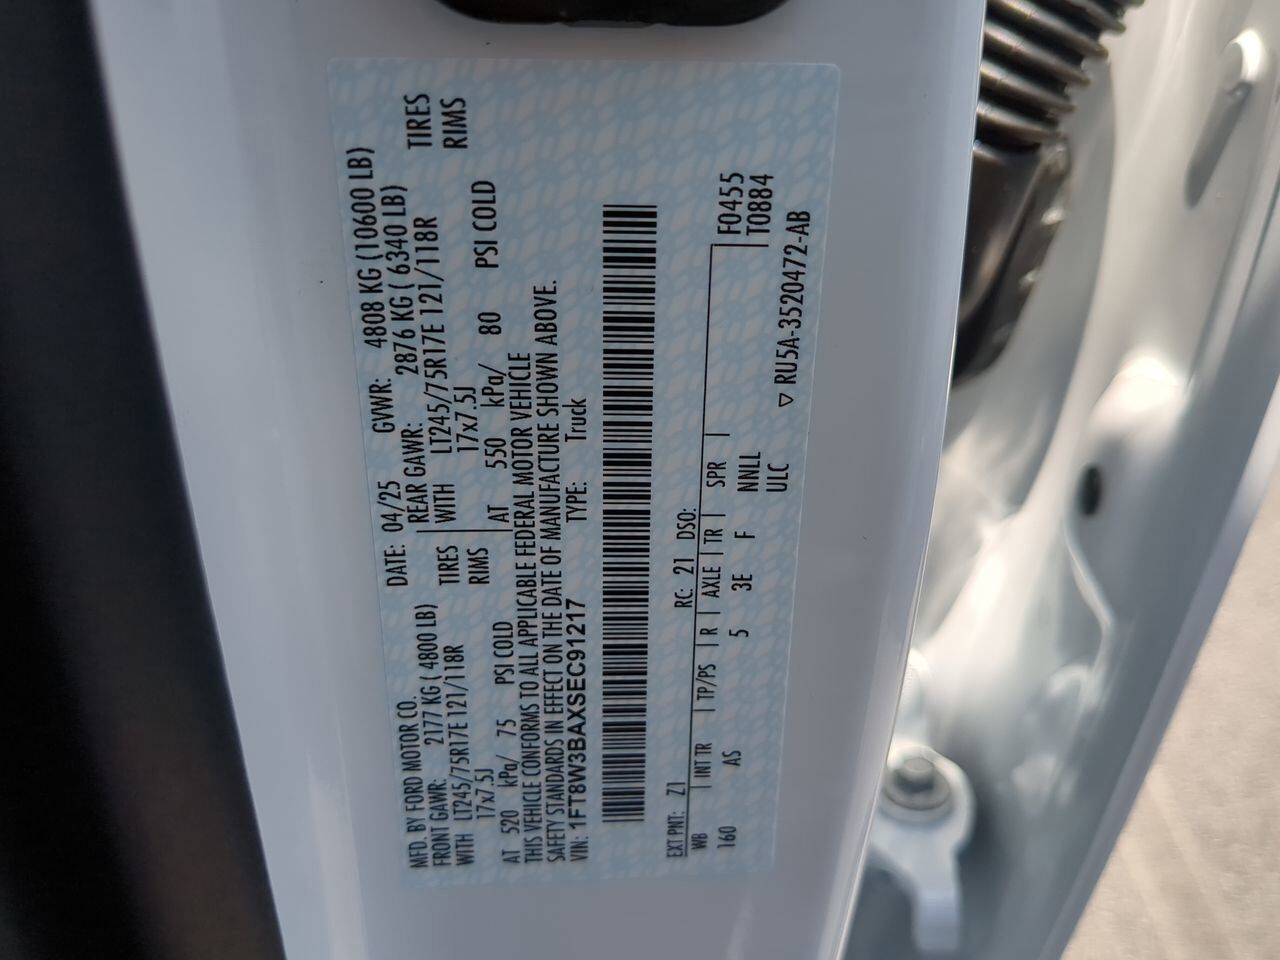 MFD. BY FORD MOTOR CO. DATE: 04/25 GVWR: 4808 KG (10600 LB)
FRONT GAWR: 2177 KG ( 4800 LB) REAR GAWR: 2876 KG ( 6340 LB)
WITH LT245/75R17E 121/118R TIRES WITH LT245/75R17E 121/118R TIRES
17x7.5J RIMS 17x7.5J RIMS
AT 520 kPa/ 75 PSI COLD AT 550 kPa/ 80 PSI COLD
THIS VEHICLE CONFORMS TO ALL APPLICABLE FEDERAL MOTOR VEHICLE
SAFETY STANDARDS IN EFFECT ON THE DATE OF MANUFACTURE SHOWN ABOVE.
VIN: 1FT8W3BAXSEC91217 TYPE: Truck
EXT PNT: Z1 RC: 21 DSO:
WB INT TR TP/PS R AXLE TR SPR F0455
160 AS 5 3E F NNLL T0884
ULC
▽ RU5A-3520472-AB